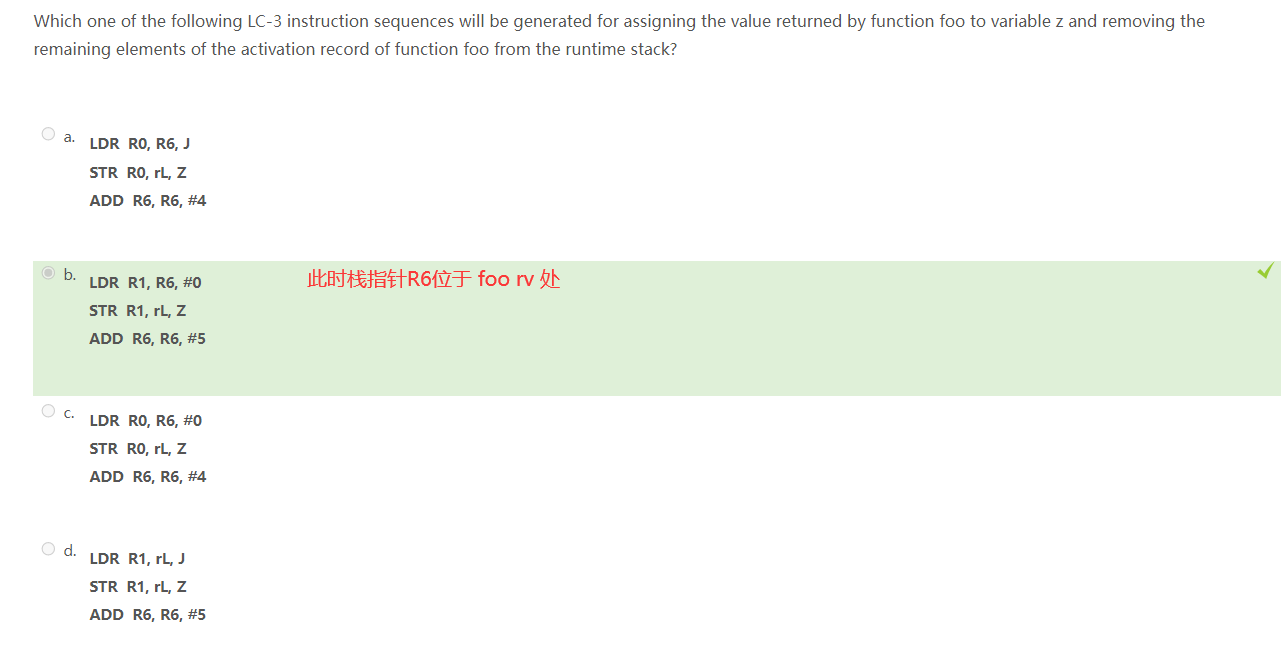 Which one of the following LC-3 instruction sequences will be generated for assigning the value returned by function foo to variable z and removing the
remaining elements of the activation record of function foo from the runtime stack?
a.
LDR R0, R6, J
STR R0, rL, Z
ADD R6, R6, #4
b.
LDR R1, R6, #0 此时栈指针R6位于 foo rv 处
STR R1, rL, Z
ADD R6, R6, #5
c.
LDR R0, R6, #0
STR R0, rL, Z
ADD R6, R6, #4
d.
LDR R1, rL, J
STR R1, rL, Z
ADD R6, R6, #5